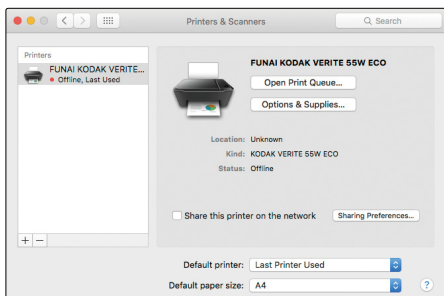 Printers & Scanners
Search
Printers
FUNAI KODAK VERITE...
Offline, Last Used
FUNAI KODAK VERITE 55W ECO
Open Print Queue...
Options & Supplies...
Location: Unknown
Kind: KODAK VERITE 55W ECO
Status: Offline
Share this printer on the network
Sharing Preferences...
+ −
Default printer: Last Printer Used
Default paper size: A4
?